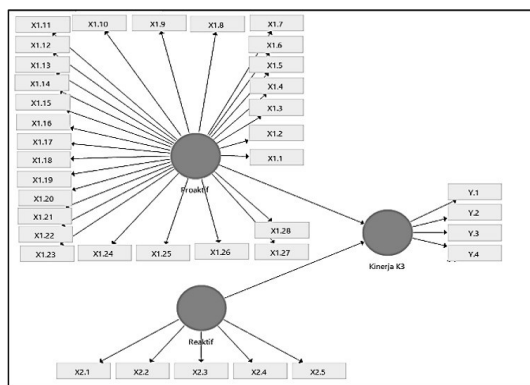 X1.11
X1.10
X1.9
X1.8
X1.7
X1.12
X1.6
X1.13
X1.5
X1.14
X1.4
X1.15
X1.3
X1.16
X1.2
X1.17
X1.1
X1.18
X1.19
Proaktif
X1.20
X1.21
X1.22
X1.28
X1.23
X1.24
X1.25
X1.26
X1.27
Y.1
Y.2
Y.3
Y.4
Kinerja K3
Reaktif
X2.1
X2.2
X2.3
X2.4
X2.5